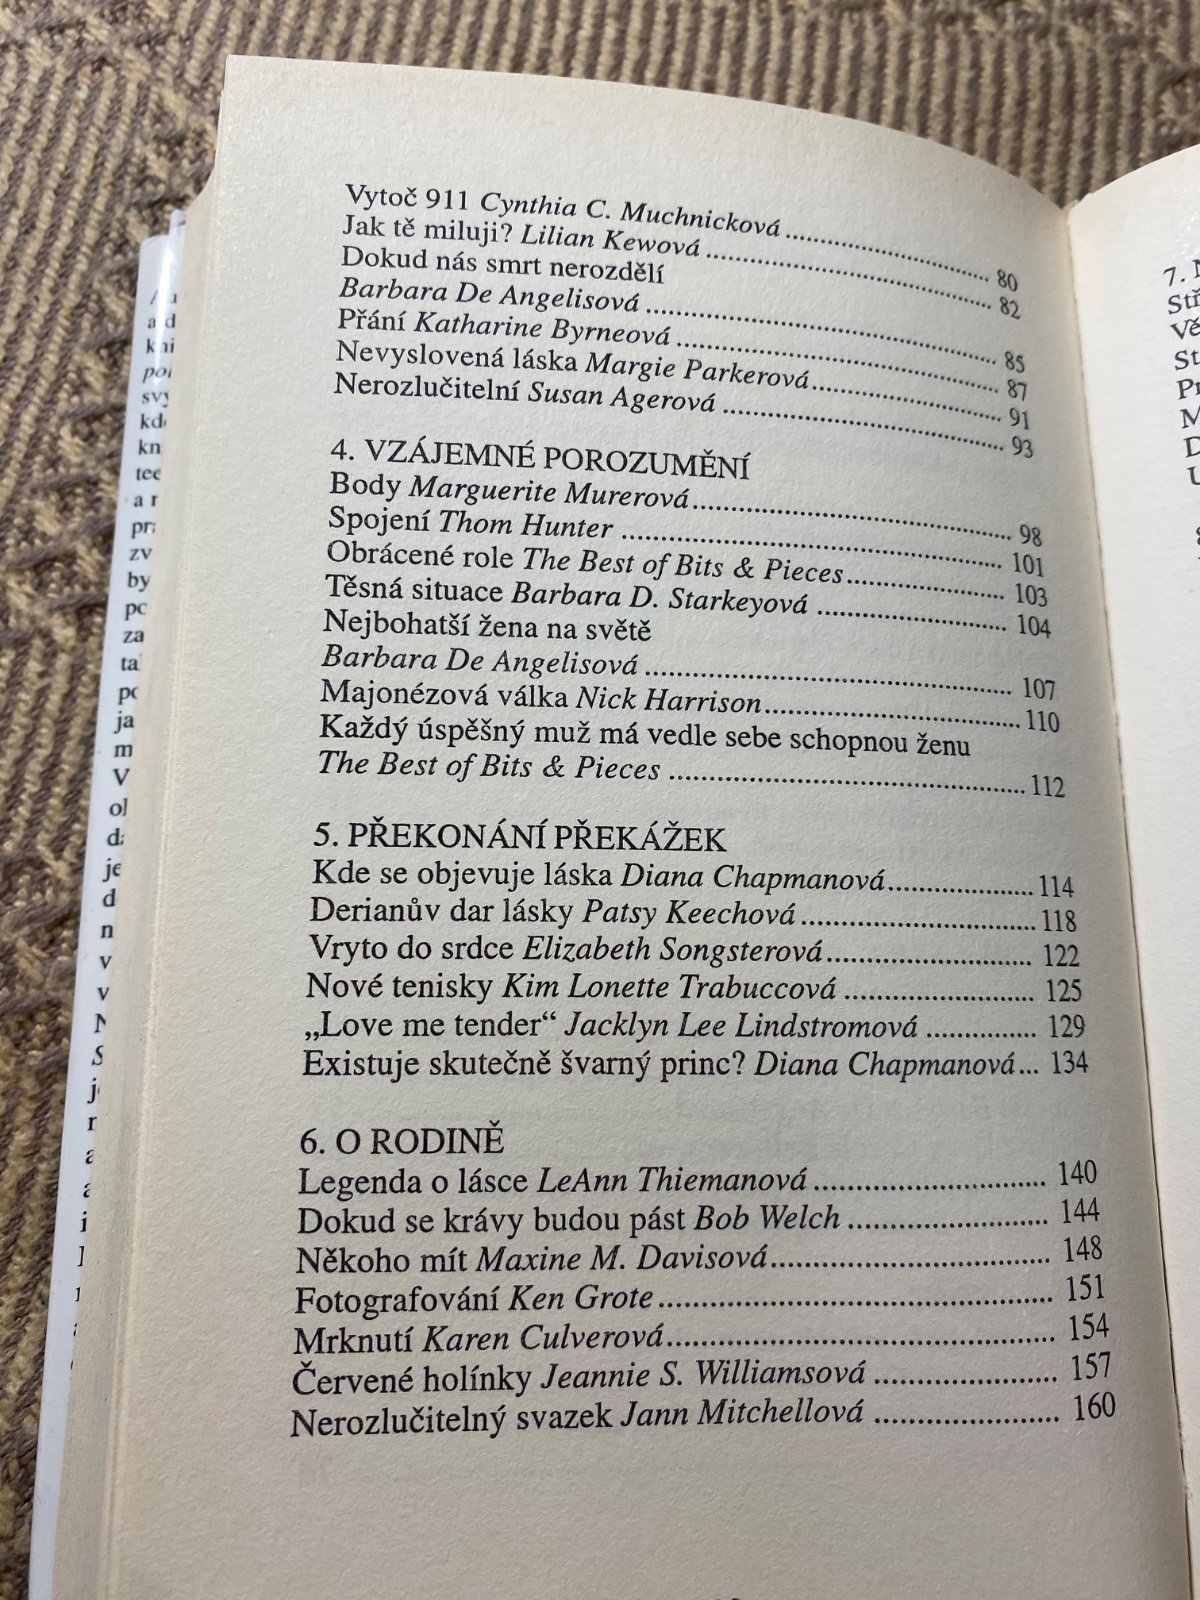 Vytoč 911 Cynthia C. Muchnicková ........ 80
Jak tě miluji? Lilian Kewová ........ 82
Dokud nás smrt nerozdělí
Barbara De Angelisová ........ 85
Přání Katharine Byrneová ........ 87
Nevyslovená láska Margie Parkerová ........ 91
Nerozlučitelní Susan Agerová ........ 93
4. VZÁJEMNÉ POROZUMĚNÍ
Body Marguerite Murerová ........ 98
Spojení Thom Hunter ........ 101
Obrácené role The Best of Bits & Pieces ........ 103
Těsná situace Barbara D. Starkeyová ........ 104
Nejbohatší žena na světě
Barbara De Angelisová ........ 107
Majonézová válka Nick Harrison ........ 110
Každý úspěšný muž má vedle sebe schopnou ženu
The Best of Bits & Pieces ........ 112
5. PŘEKONÁNÍ PŘEKÁŽEK
Kde se objevuje láska Diana Chapmanová ........ 114
Derianův dar lásky Patsy Keechová ........ 118
Vryto do srdce Elizabeth Songsterová ........ 122
Nové tenisky Kim Lonette Trabuccová ........ 125
„Love me tender“ Jacklyn Lee Lindstromová ........ 129
Existuje skutečně švarný princ? Diana Chapmanová ... 134
6. O RODINĚ
Legenda o lásce LeAnn Thiemanová ........ 140
Dokud se krávy budou pást Bob Welch ........ 144
Někoho mít Maxine M. Davisová ........ 148
Fotografování Ken Grote ........ 151
Mrknutí Karen Culverová ........ 154
Červené holínky Jeannie S. Williamsová ........ 157
Nerozlučitelný svazek Jann Mitchellová ........ 160